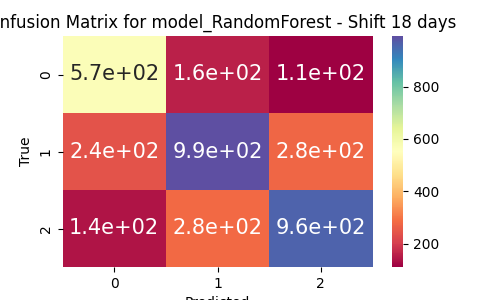 nfusion Matrix for model_RandomForest - Shift 18 days
0 5.7e+02 1.6e+02 1.1e+02
1 2.4e+02 9.9e+02 2.8e+02
2 1.4e+02 2.8e+02 9.6e+02
True
0 1 2
Predicted
800
600
400
200